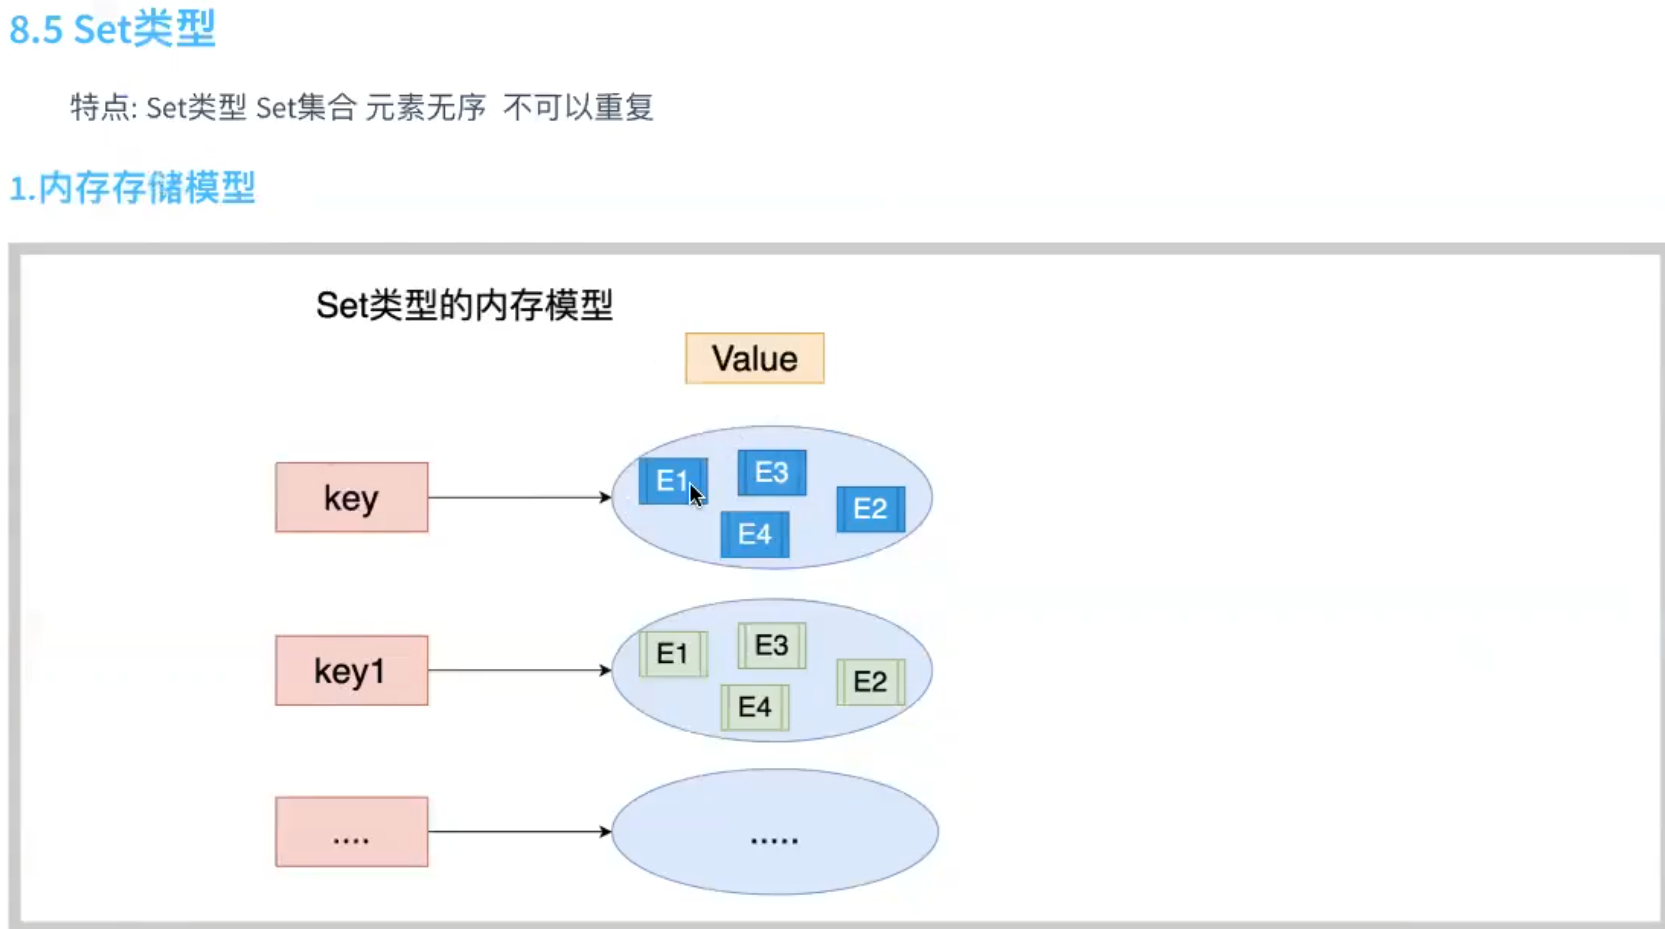 8.5 Set类型
特点: Set类型 Set集合 元素无序 不可以重复
1.内存存储模型
Set类型的内存模型
Value
key
E1
E3
E2
E4
key1
E1
E3
E2
E4
....
.....